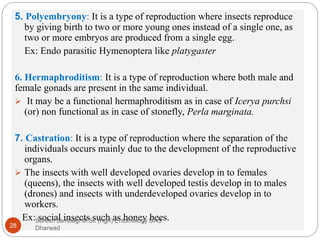 5. Polyembryony: It is a type of reproduction where insects reproduce
by giving birth to two or more young ones instead of a single one, as
two or more embryos are produced from a single egg.
Ex: Endo parasitic Hymenoptera like platygaster
6. Hermaphroditism: It is a type of reproduction where both male and
female gonads are present in the same individual.
➢ It may be a functional hermaphroditism as in case of Icerya purchsi
(or) non functional as in case of stonefly, Perla marginata.
7. Castration: It is a type of reproduction where the separation of the
individuals occurs mainly due to the development of the reproductive
organs.
➢ The insects with well developed ovaries develop in to females
(queens), the insects with well developed testis develop in to males
(drones) and insects with underdeveloped ovaries develop in to
workers.
Ex: social insects such as honey bees.
28
Dharwad